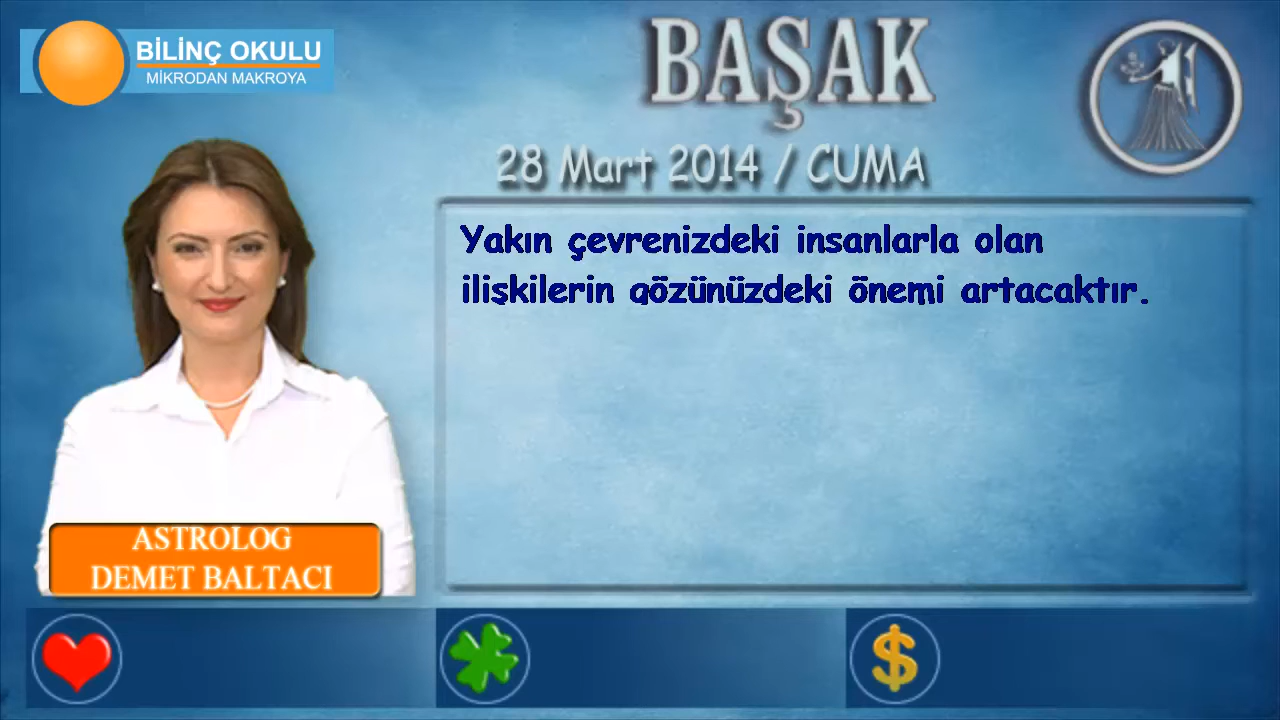 BİLİNÇ OKULU
MİKRODAN MAKROYA
BAŞAK
28 Mart 2014 / CUMA
Yakın çevrenizdeki insanlarla olan
ilişkilerin gözünüzdeki önemi artacaktır.
ASTROLOG
DEMET BALTACI
$